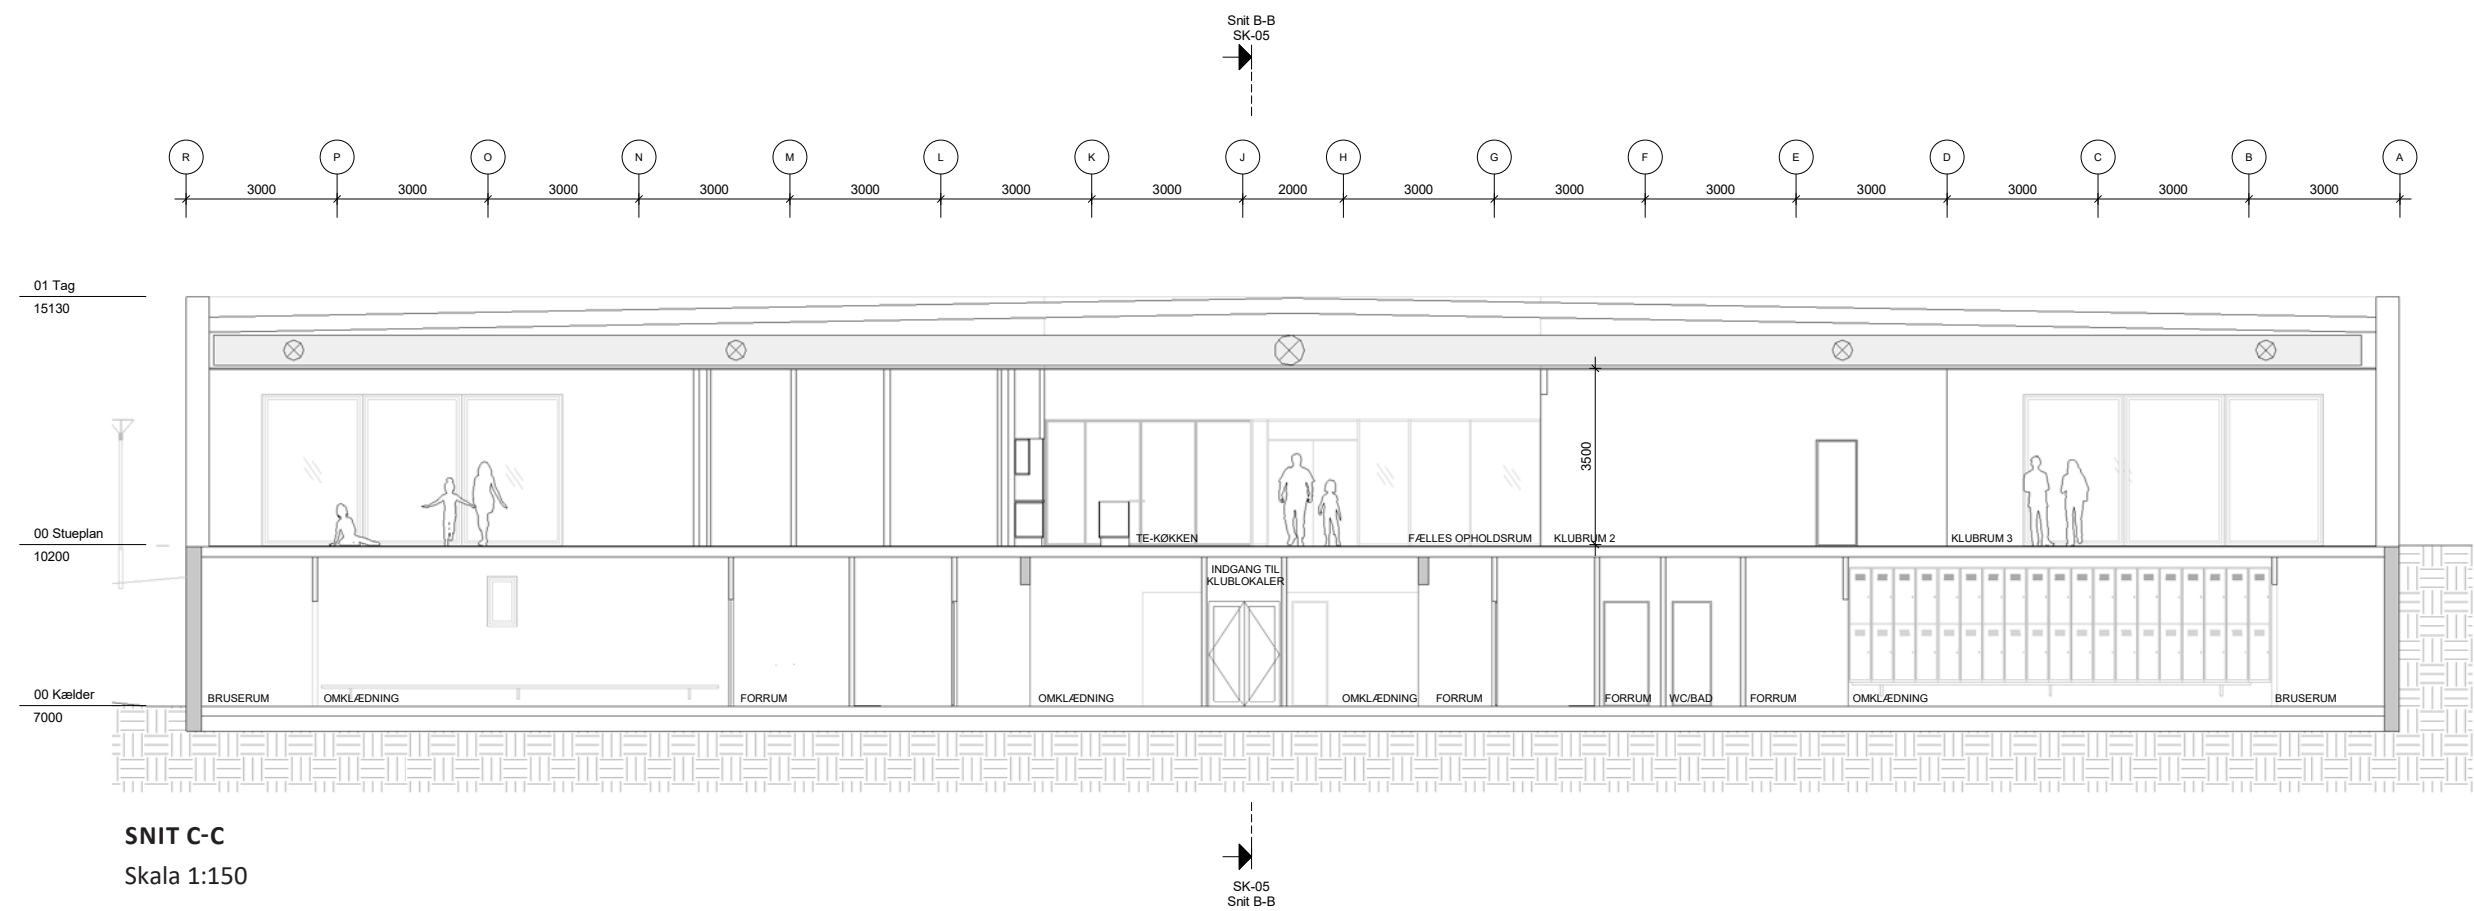 Snit B-B
SK-05
R P O N M L K J H G F E D C B A
3000 3000 3000 3000 3000 3000 3000 2000 3000 3000 3000 3000 3000 3000 3000
01 Tag
15130
3500
00 Stueplan
10200
TE-KØKKEN FÆLLES OPHOLDSRUM KLUBRUM 2 KLUBRUM 3
INDGANG TIL
KLUBLOKALER
00 Kælder
7000
BRUSERUM OMKLÆDNING FORRUM OMKLÆDNING OMKLÆDNING FORRUM FORRUM WC/BAD FORRUM OMKLÆDNING BRUSERUM
SNIT C-C
Skala 1:150
SK-05
Snit B-B